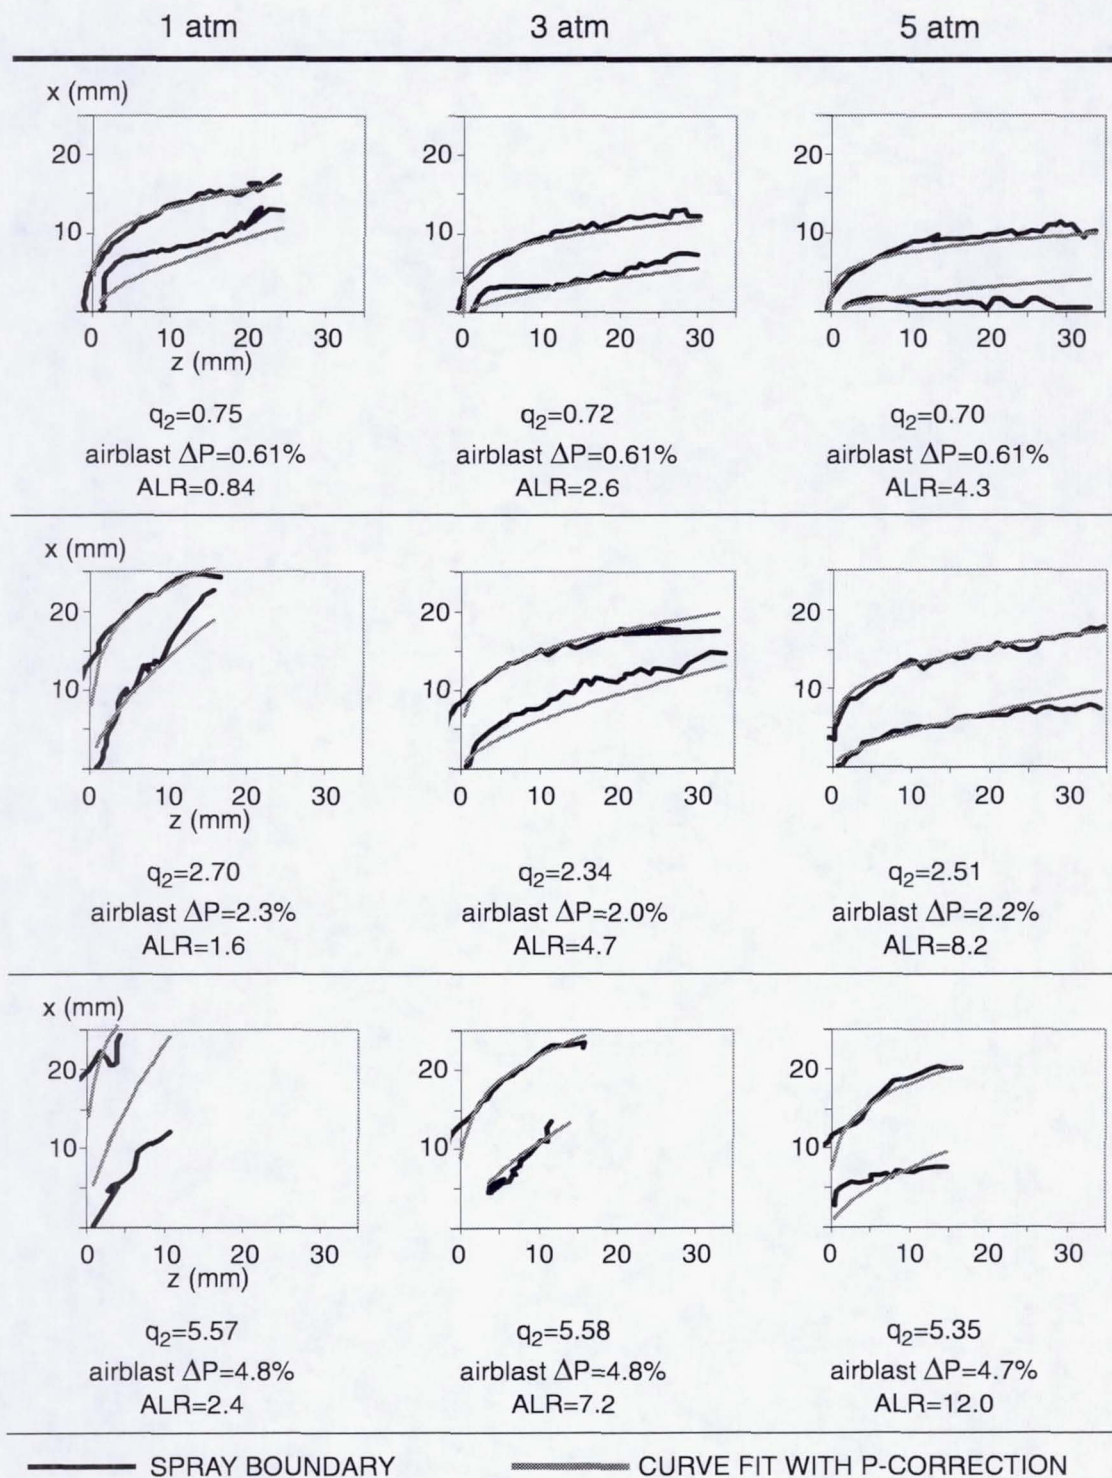 1 atm 3 atm 5 atm
x (mm)
20 20 20
10 10 10
0 10 20 30 0 10 20 30 0 10 20 30
z (mm)
q₂=0.75 q₂=0.72 q₂=0.70
airblast ΔP=0.61% airblast ΔP=0.61% airblast ΔP=0.61%
ALR=0.84 ALR=2.6 ALR=4.3
x (mm)
20 20 20
10 10 10
0 10 20 30 0 10 20 30 0 10 20 30
z (mm)
q₂=2.70 q₂=2.34 q₂=2.51
airblast ΔP=2.3% airblast ΔP=2.0% airblast ΔP=2.2%
ALR=1.6 ALR=4.7 ALR=8.2
x (mm)
20 20 20
10 10 10
0 10 20 30 0 10 20 30 0 10 20 30
z (mm)
q₂=5.57 q₂=5.58 q₂=5.35
airblast ΔP=4.8% airblast ΔP=4.8% airblast ΔP=4.7%
ALR=2.4 ALR=7.2 ALR=12.0
SPRAY BOUNDARY CURVE FIT WITH P-CORRECTION